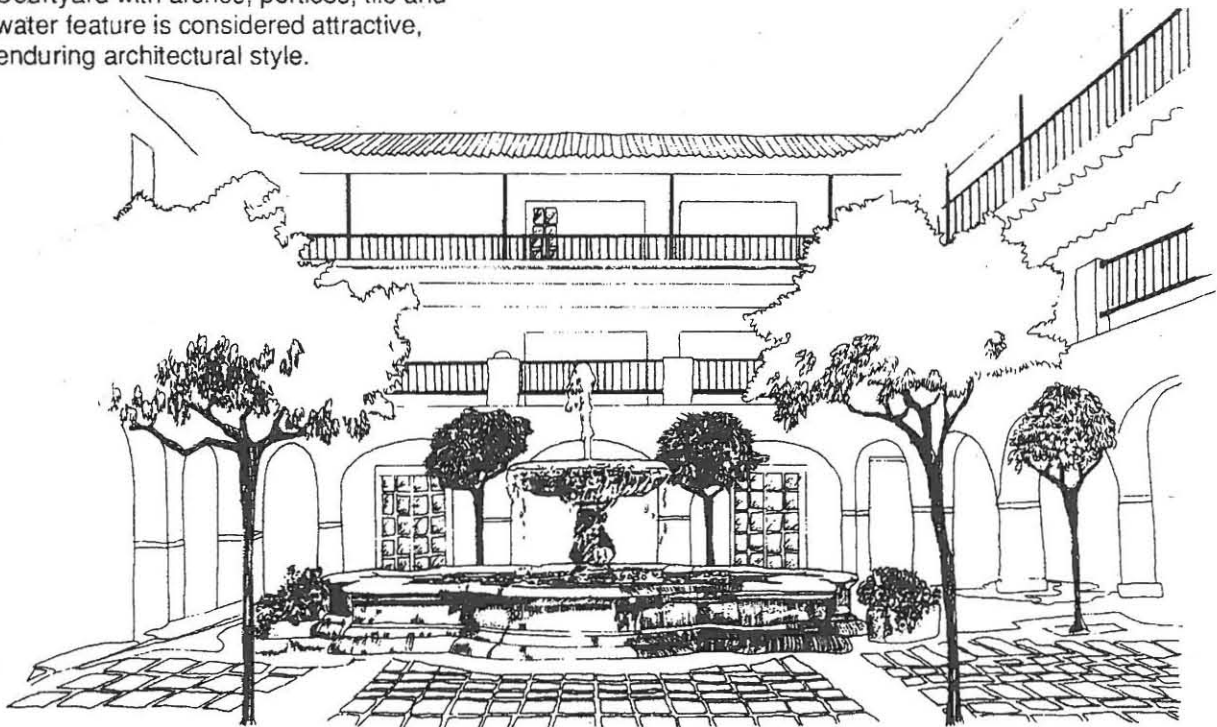 Courtyard with arches, porticos, tile and
water feature is considered attractive,
enduring architectural style.